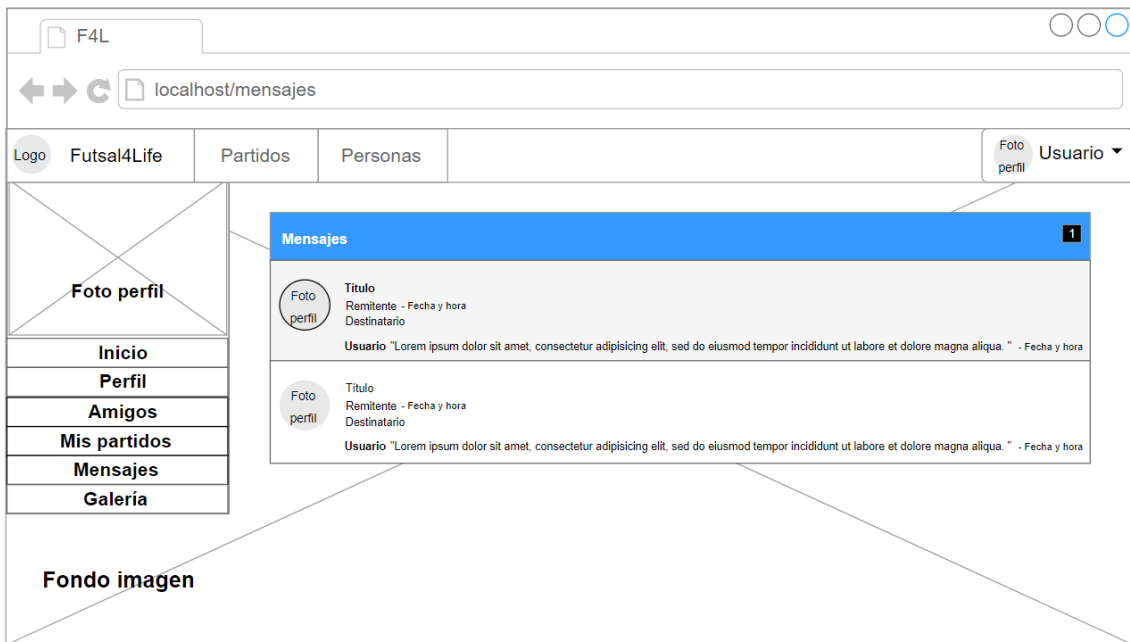 F4L
localhost/mensajes
Logo Futsal4Life Partidos Personas Foto perfil Usuario
Foto perfil
Inicio
Perfil
Amigos
Mis partidos
Mensajes
Galería
Fondo imagen
Mensajes 1
Foto perfil
Título
Remitente - Fecha y hora
Destinatario
Usuario "Lorem ipsum dolor sit amet, consectetur adipisicing elit, sed do eiusmod tempor incididunt ut labore et dolore magna aliqua. " - Fecha y hora
Foto perfil
Título
Remitente - Fecha y hora
Destinatario
Usuario "Lorem ipsum dolor sit amet, consectetur adipisicing elit, sed do eiusmod tempor incididunt ut labore et dolore magna aliqua. " - Fecha y hora